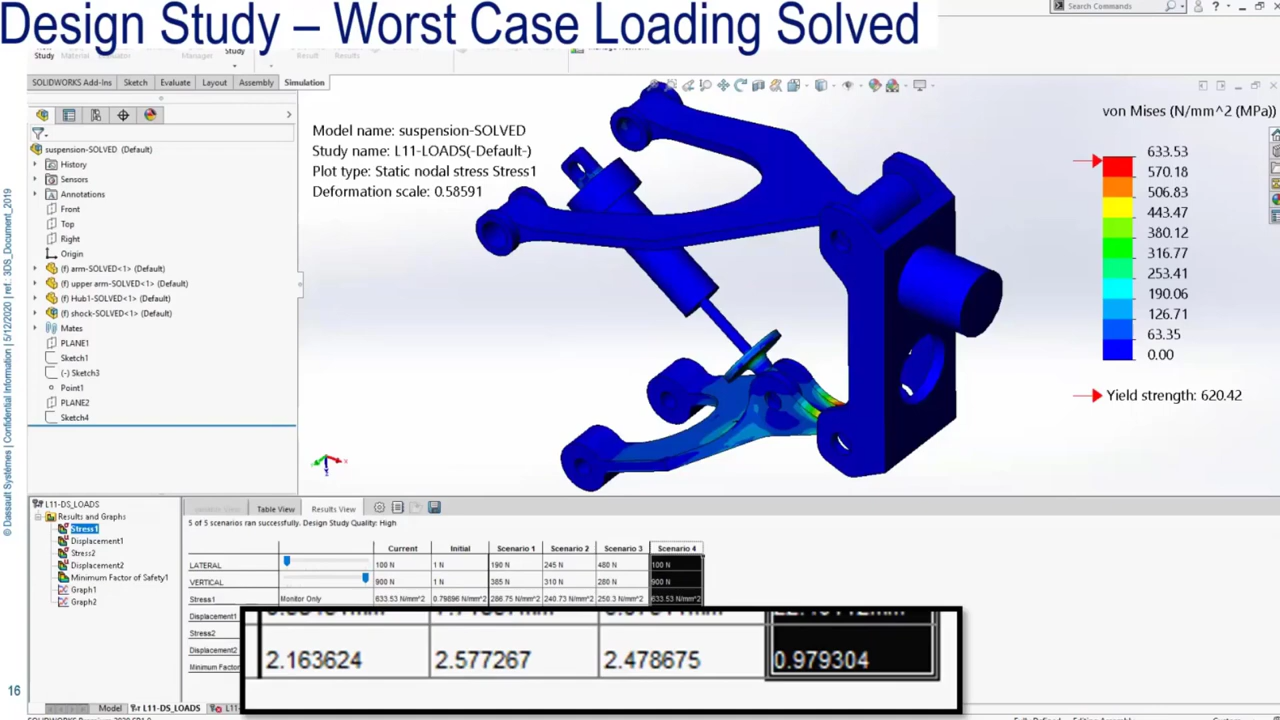 Design Study – Worst Case Loading Solved
Search Commands
Study
SOLIDWORKS Add-Ins Sketch Evaluate Layout Assembly Simulation
suspension-SOLVED (Default)
History
Sensors
Annotations
Front
Top
Right
Origin
(f) arm-SOLVED<1> (Default)
(f) upper arm-SOLVED<1> (Default)
(f) Hub1-SOLVED<1> (Default)
(f) shock-SOLVED<1> (Default)
Mates
PLANE1
Sketch1
(-) Sketch3
Point1
PLANE2
Sketch4
Model name: suspension-SOLVED
Study name: L11-LOADS(-Default-)
Plot type: Static nodal stress Stress1
Deformation scale: 0.58591
von Mises (N/mm^2 (MPa))
633.53
570.18
506.83
443.47
380.12
316.77
253.41
190.06
126.71
63.35
0.00
Yield strength: 620.42
L11-DS_LOADS
Results and Graphs
Stress1
Displacement1
Stress2
Displacement2
Minimum Factor of Safety1
Graph1
Graph2
Table View Results View
5 of 5 scenarios ran successfully. Design Study Quality: High
Current Initial Scenario 1 Scenario 2 Scenario 3 Scenario 4
LATERAL 100 N 1 N 190 N 245 N 480 N 100 N
VERTICAL 900 N 1 N 385 N 310 N 280 N 900 N
Stress1 Monitor Only 633.53 N/mm^2 0.79896 N/mm^2 286.75 N/mm^2 240.73 N/mm^2 250.3 N/mm^2 633.53 N/mm^2
Displacement1
Stress2
Displacement2
Minimum Factor
2.163624 2.577267 2.478675 0.979304
Model L11-DS_LOADS
16
© Dassault Systèmes | Confidential Information | 5/12/2020 | ref.: 3DS_Document_2019